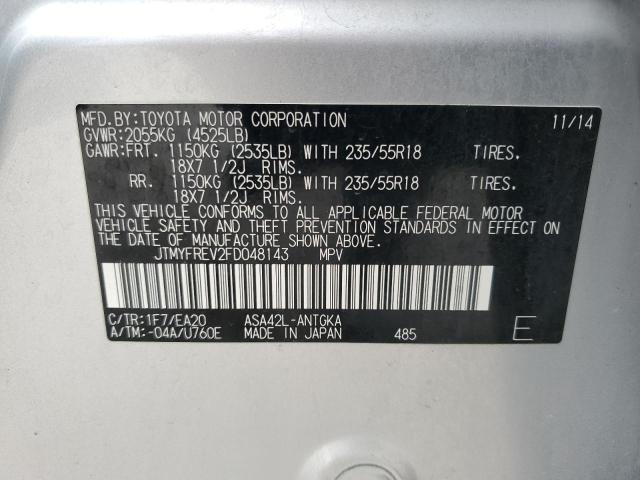 MFD.BY:TOYOTA MOTOR CORPORATION 11/14
GVWR:2055KG (4525LB)
GAWR:FRT. 1150KG (2535LB) WITH 235/55R18 TIRES.
18X7 1/2J RIMS.
RR. 1150KG (2535LB) WITH 235/55R18 TIRES.
18X7 1/2J RIMS.
THIS VEHICLE CONFORMS TO ALL APPLICABLE FEDERAL MOTOR
VEHICLE SAFETY AND THEFT PREVENTION STANDARDS IN EFFECT ON
THE DATE OF MANUFACTURE SHOWN ABOVE.
JTMYFREV2FD048143 MPV
C/TR:1F7/EA20 ASA42L-ANTGKA
A/TM:-04A/U760E MADE IN JAPAN 485 E